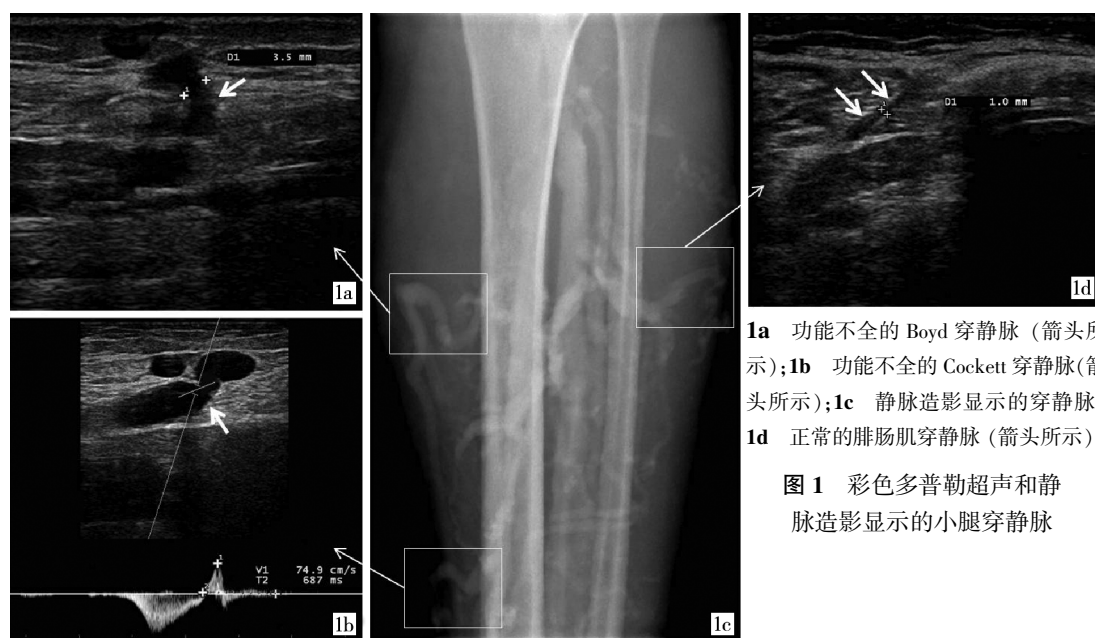 D1 3.5 mm
1a
V1 74.9 cm/s
T2 687 ms
1b
1c
D1 1.0 mm
1d
1a 功能不全的 Boyd 穿静脉(箭头所
示);1b 功能不全的 Cockett 穿静脉(箭
头所示);1c 静脉造影显示的穿静脉
1d 正常的腓肠肌穿静脉(箭头所示)
图 1 彩色多普勒超声和静
脉造影显示的小腿穿静脉